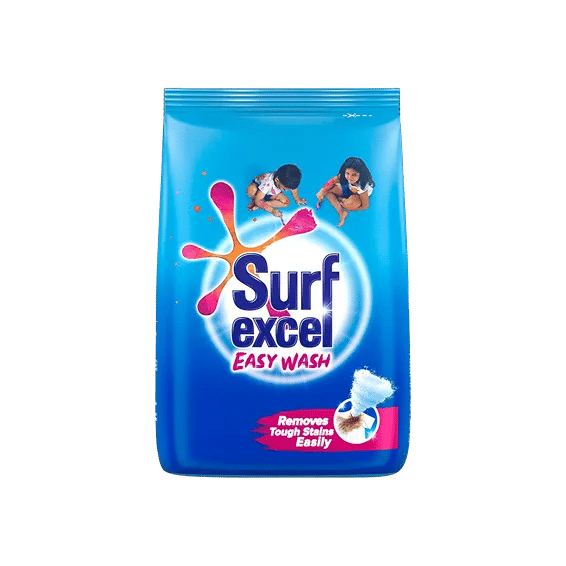 Surf
excel
EASY WASH
Removes
Tough Stains
Easily